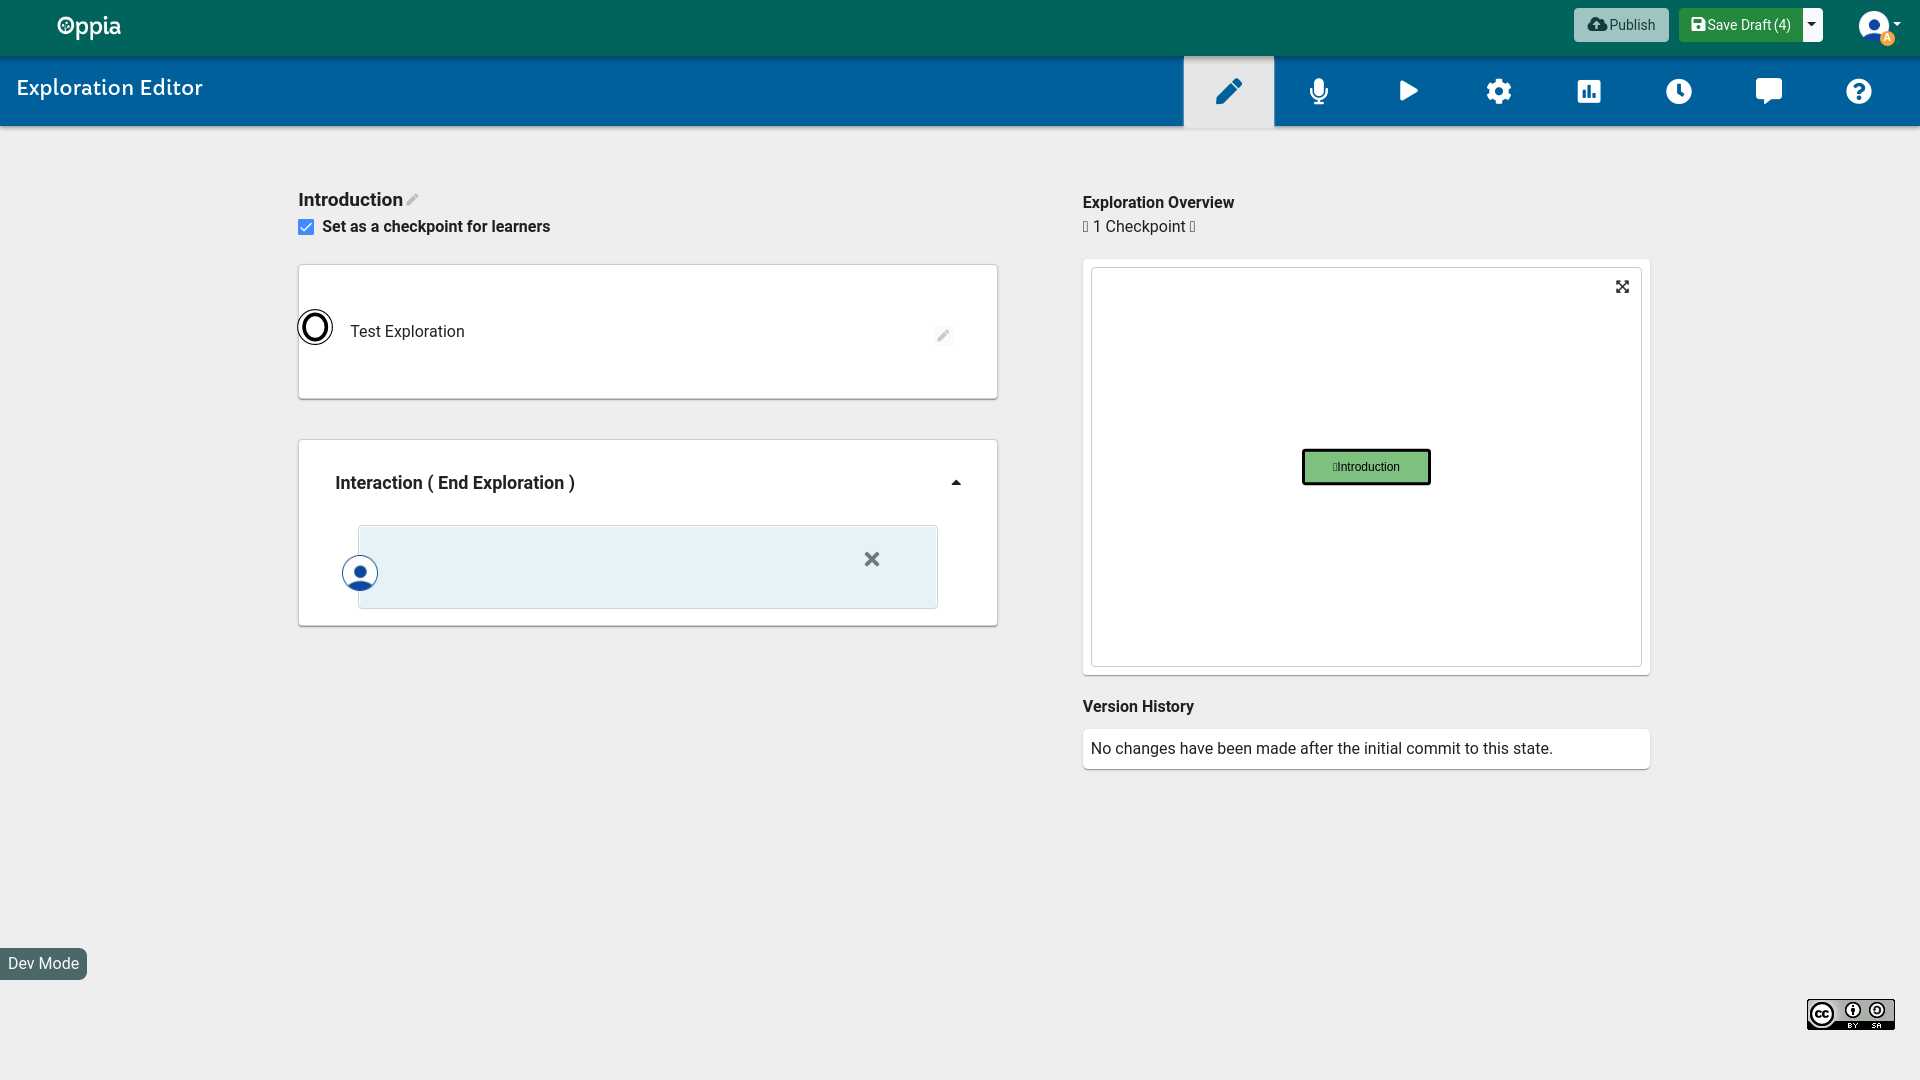 Oppia
Publish
Save Draft (4)
A
Exploration Editor
Introduction
Set as a checkpoint for learners
Test Exploration
Interaction ( End Exploration )
Exploration Overview
1 Checkpoint
Introduction
Version History
No changes have been made after the initial commit to this state.
Dev Mode
cc BY SA